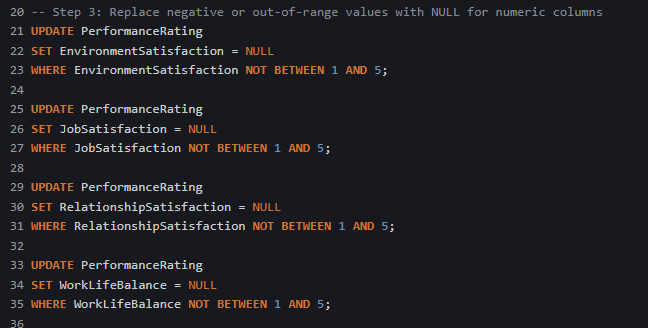 20 -- Step 3: Replace negative or out-of-range values with NULL for numeric columns
21 UPDATE PerformanceRating
22 SET EnvironmentSatisfaction = NULL
23 WHERE EnvironmentSatisfaction NOT BETWEEN 1 AND 5;
24
25 UPDATE PerformanceRating
26 SET JobSatisfaction = NULL
27 WHERE JobSatisfaction NOT BETWEEN 1 AND 5;
28
29 UPDATE PerformanceRating
30 SET RelationshipSatisfaction = NULL
31 WHERE RelationshipSatisfaction NOT BETWEEN 1 AND 5;
32
33 UPDATE PerformanceRating
34 SET WorkLifeBalance = NULL
35 WHERE WorkLifeBalance NOT BETWEEN 1 AND 5;
36